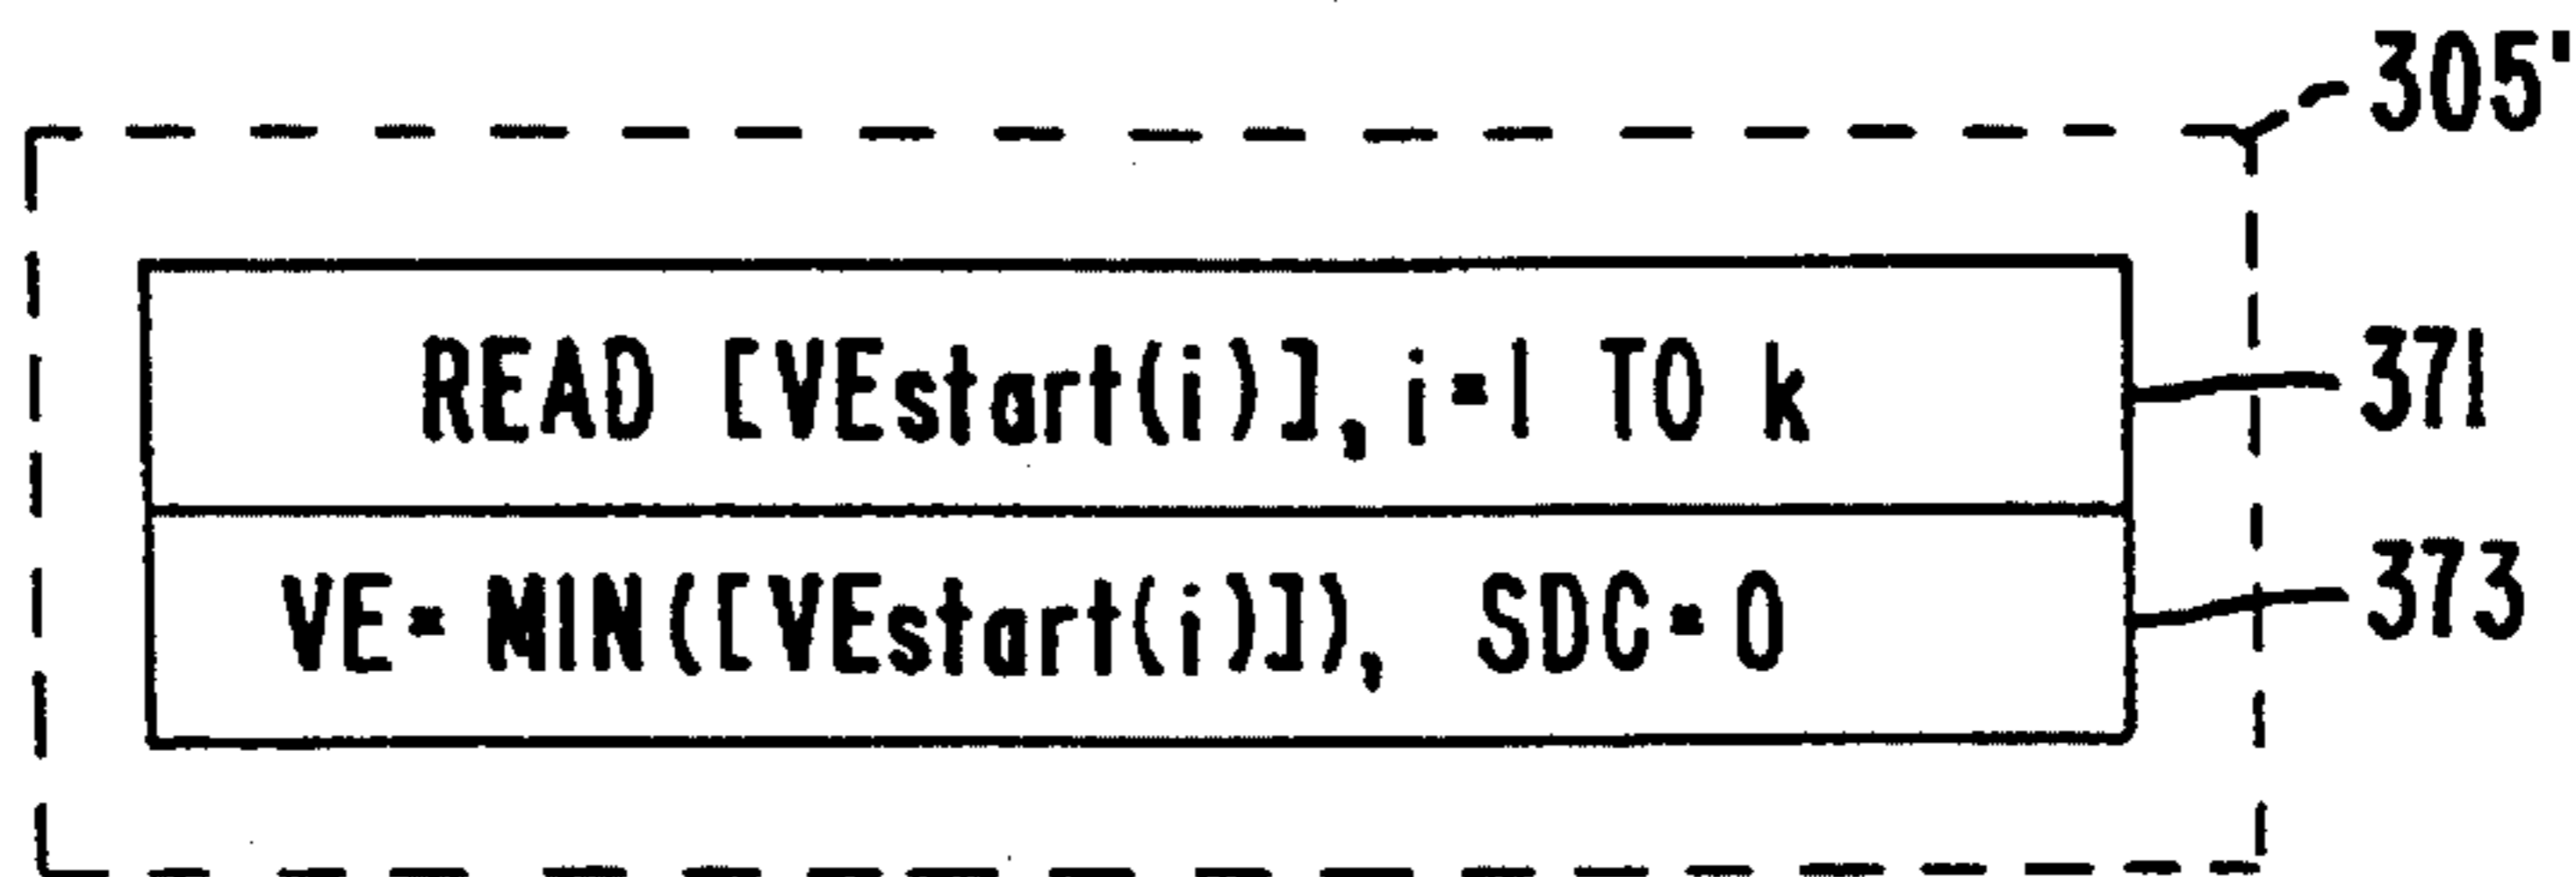 305'
READ [VEstart(i)], i=1 TO k
371
VE=MIN([VEstart(i)]), SDC=0
373